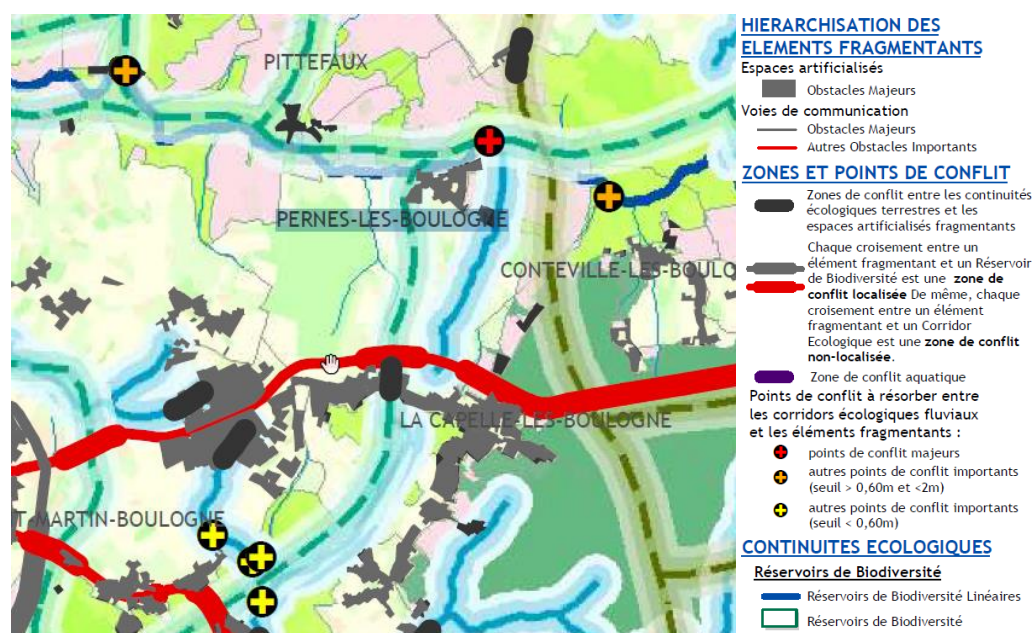 PITTEFAUX
PERNES-LES-BOULOGNE
CONTEVILLE-LES-BOULO
LA CAPELLE-LES-BOULOGNE
T-MARTIN-BOULOGNE
HIERARCHISATION DES
ELEMENTS FRAGMENTANTS
Espaces artificialisés
Obstacles Majeurs
Voies de communication
Obstacles Majeurs
Autres Obstacles Importants
ZONES ET POINTS DE CONFLIT
Zones de conflit entre les continuités
écologiques terrestres et les
espaces artificialisés fragmentants
Chaque croisement entre un
élément fragmentant et un Réservoir
de Biodiversité est une zone de
conflit localisée De même, chaque
croisement entre un élément
fragmentant et un Corridor
Ecologique est une zone de conflit
non-localisée.
Zone de conflit aquatique
Points de conflit à résorber entre
les corridors écologiques fluviaux
et les éléments fragmentants :
points de conflit majeurs
autres points de conflit importants
(seuil > 0,60m et <2m)
autres points de conflit importants
(seuil < 0,60m)
CONTINUITES ECOLOGIQUES
Réservoirs de Biodiversité
Réservoirs de Biodiversité Linéaires
Réservoirs de Biodiversité